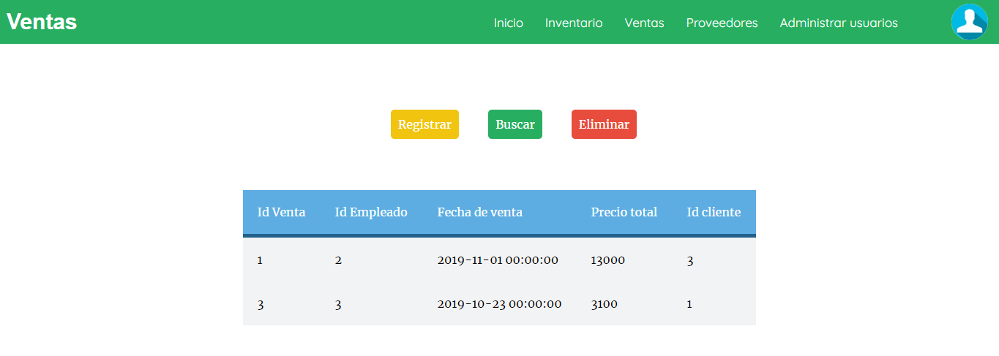 Ventas Inicio Inventario Ventas Proveedores Administrar usuarios
Registrar Buscar Eliminar
Id Venta Id Empleado Fecha de venta Precio total Id cliente
1 2 2019-11-01 00:00:00 13000 3
3 3 2019-10-23 00:00:00 3100 1